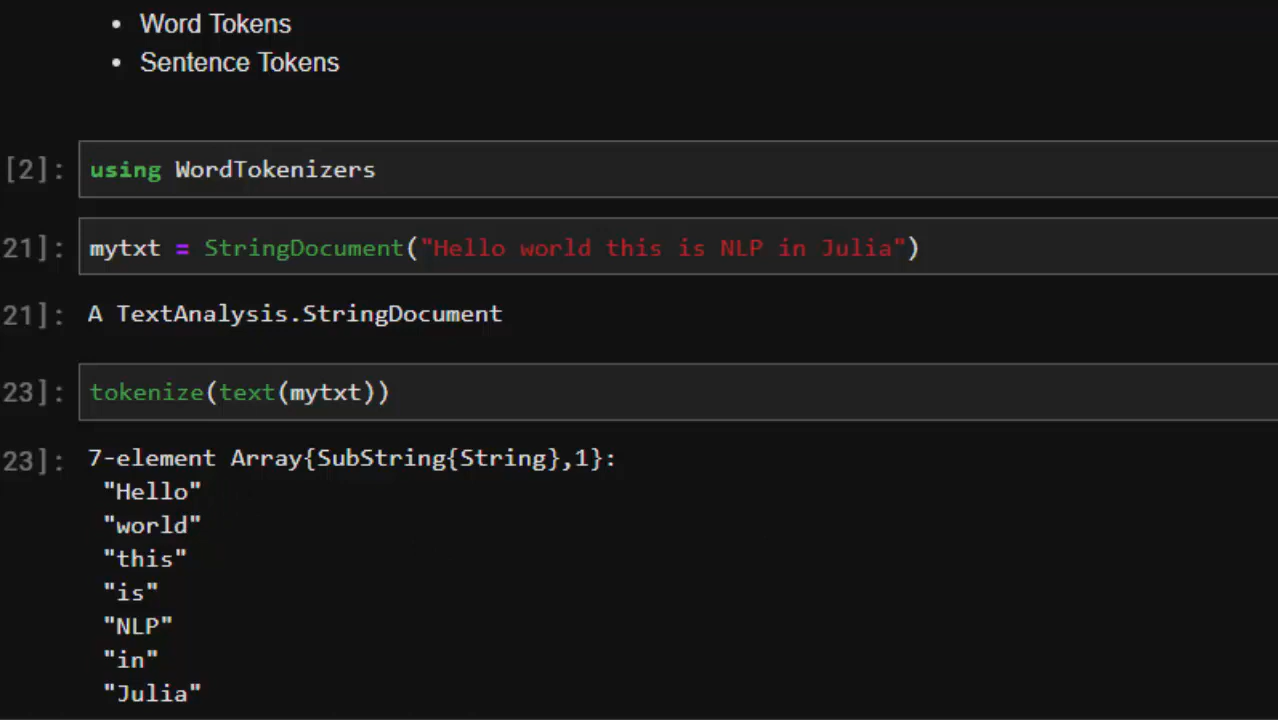 • Word Tokens
• Sentence Tokens
[2]: using WordTokenizers
21]: mytxt = StringDocument("Hello world this is NLP in Julia")
21]: A TextAnalysis.StringDocument
23]: tokenize(text(mytxt))
23]: 7-element Array{SubString{String},1}:
"Hello"
"world"
"this"
"is"
"NLP"
"in"
"Julia"